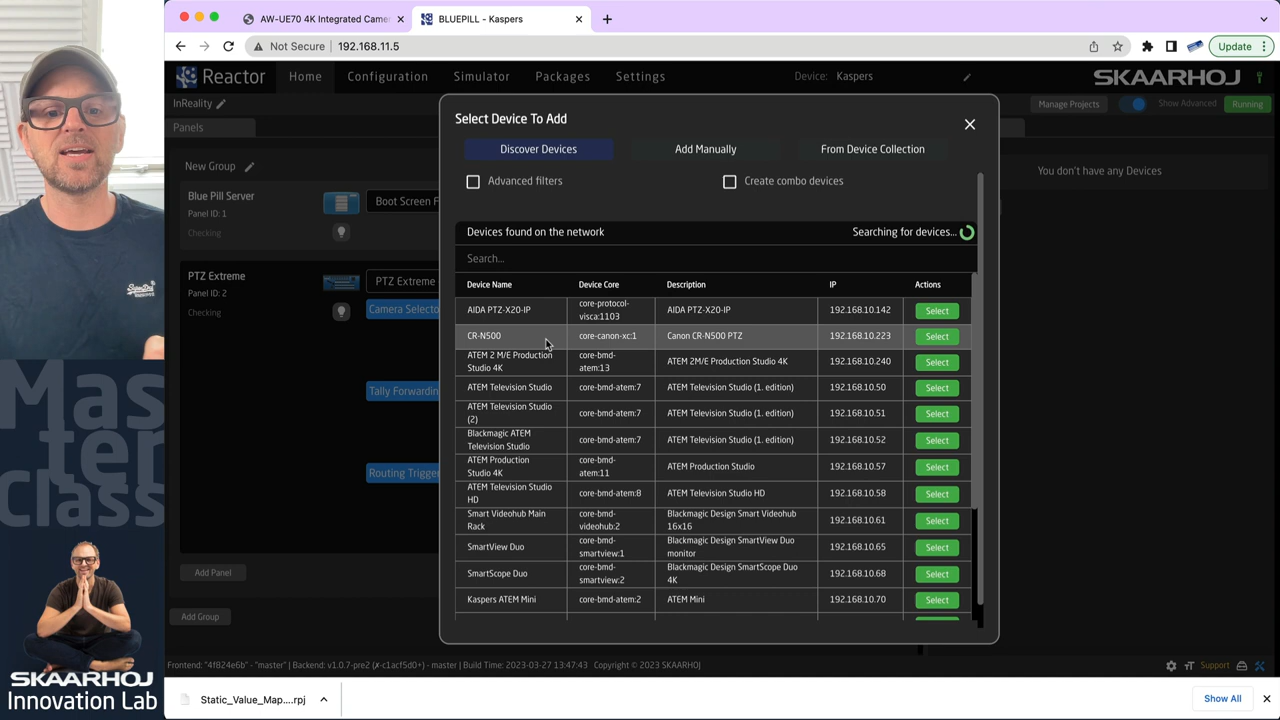 AW-UE70 4K Integrated Came
BLUEPILL - Kaspers
Not Secure
192.168.11.5
Update
Reactor
Home
Configuration
Simulator
Packages
Settings
Device:
Kaspers
SKAARHOJ
InReality
Manage Projects
Show Advanced
Running
Panels
New Group
Blue Pill Server
Panel ID: 1
Checking
Boot Screen F
PTZ Extreme
Panel ID: 2
Checking
PTZ Extreme
Camera Selecto
Tally Forwardin
Routing Trigger
Add Panel
Add Group
You don't have any Devices
Select Device To Add
Discover Devices
Add Manually
From Device Collection
Advanced filters
Create combo devices
Devices found on the network
Searching for devices...
Search...
Device Name
Device Core
Description
IP
Actions
AIDA PTZ-X20-IP
core-protocol-
visca:1103
AIDA PTZ-X20-IP
192.168.10.142
Select
CR-N500
core-canon-xc:1
Canon CR-N500 PTZ
192.168.10.223
Select
ATEM 2 M/E Production
Studio 4K
core-bmd-
atem:13
ATEM 2M/E Production Studio 4K
192.168.10.240
Select
ATEM Television Studio
core-bmd-atem:7
ATEM Television Studio (1. edition)
192.168.10.50
Select
ATEM Television Studio
(2)
core-bmd-atem:7
ATEM Television Studio (1. edition)
192.168.10.51
Select
Blackmagic ATEM
Television Studio
core-bmd-atem:7
ATEM Television Studio (1. edition)
192.168.10.52
Select
ATEM Production
Studio 4K
core-bmd-
atem:11
ATEM Production Studio
192.168.10.57
Select
ATEM Television Studio
HD
core-bmd-atem:8
ATEM Television Studio HD
192.168.10.58
Select
Smart Videohub Main
Rack
core-bmd-
videohub:2
Blackmagic Design Smart Videohub
16x16
192.168.10.61
Select
SmartView Duo
core-bmd-
smartview:1
Blackmagic Design SmartView Duo
monitor
192.168.10.65
Select
SmartScope Duo
core-bmd-
smartview:2
Blackmagic Design SmartScope Duo
4K
192.168.10.68
Select
Kaspers ATEM Mini
core-bmd-atem:2
ATEM Mini
192.168.10.70
Select
Frontend: "4f824e6b" - "master" | Backend: v1.0.7-pre2 (✗-c1acf5d0+) - master | Build Time: 2023-03-27 13:47:43 Copyright © 2023 SKAARHOJ
Support
Static_Value_Map....rpj
Show All
Mas
ter
Class
SKAARHOJ
Innovation Lab